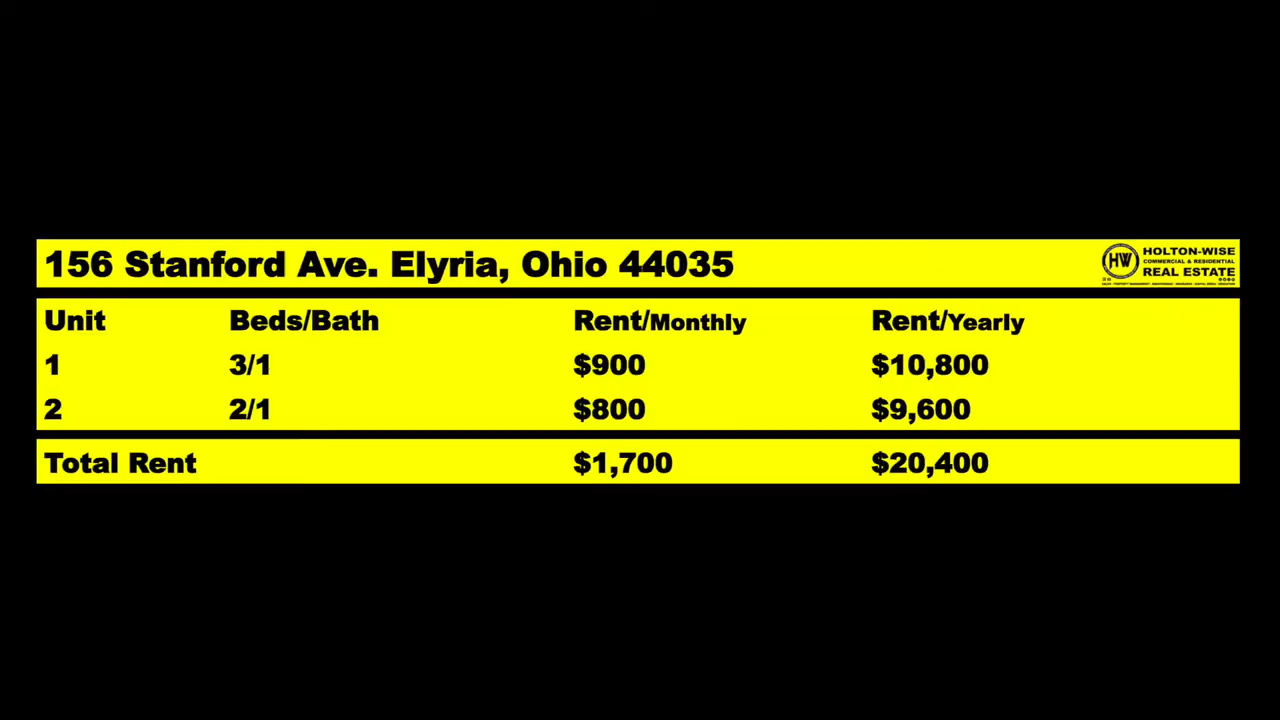 156 Stanford Ave. Elyria, Ohio 44035
HOLTON-WISE
COMMERCIAL & RESIDENTIAL
REAL ESTATE
HW
Unit Beds/Bath Rent/Monthly Rent/Yearly
1 3/1 $900 $10,800
2 2/1 $800 $9,600
Total Rent $1,700 $20,400